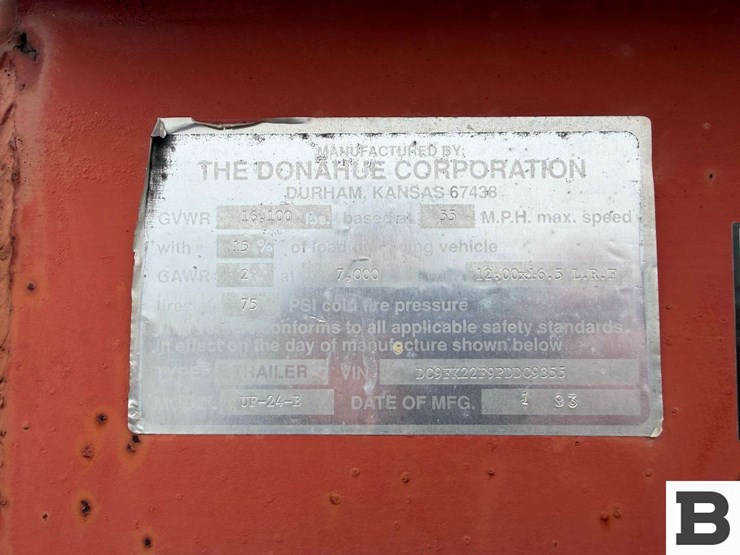 MANUFACTURED BY:
THE DONAHUE CORPORATION
DURHAM, KANSAS 67438
GVWR 16,100 based at 55 M.P.H. max. speed
with 15 % of load on vehicle
GAWR 2 at 7,000 12.00x16.5 L.R.F
tires 75 PSI cold tire pressure
conforms to all applicable safety standards
in effect on the day of manufacture shown below
TYPE TRAILER VIN
UF-24-B DATE OF MFG. 1 93
B